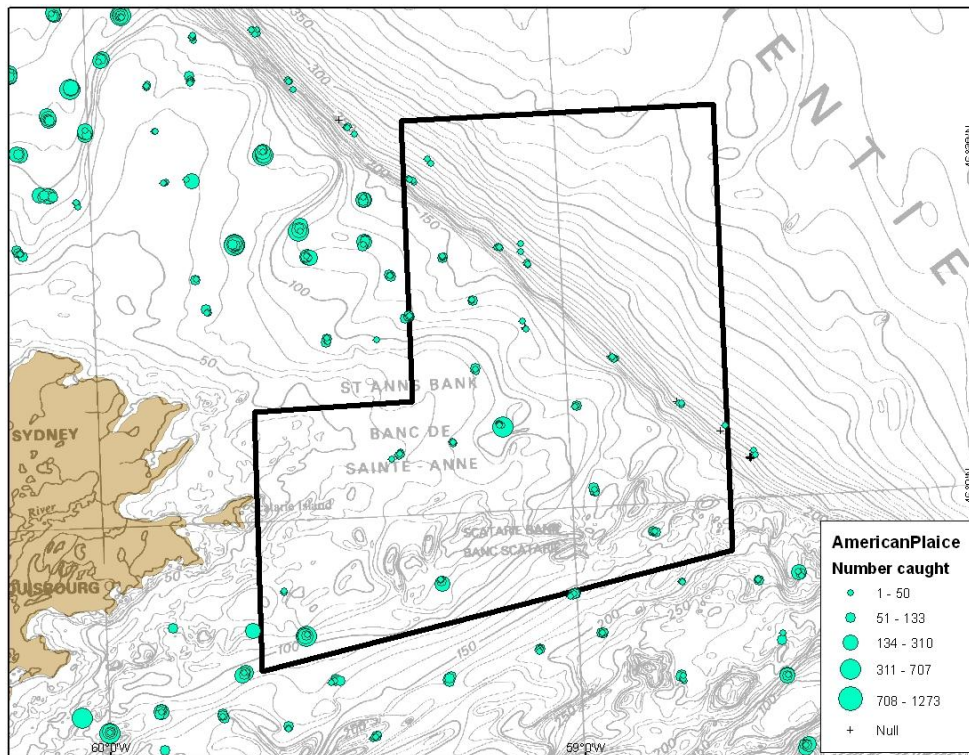 350
300
E
N
T
I
E
200
150
100
50
ST ANNS BANK
BANC DE
SAINTE - ANNE
SYDNEY
River
SCATARIE BANK
BANC SCATARIE
UISBOURG
50
100
150
200
250
250
60°0'W
59°0'W
AmericanPlaice
Number caught
1 - 50
51 - 133
134 - 310
311 - 707
708 - 1273
Null